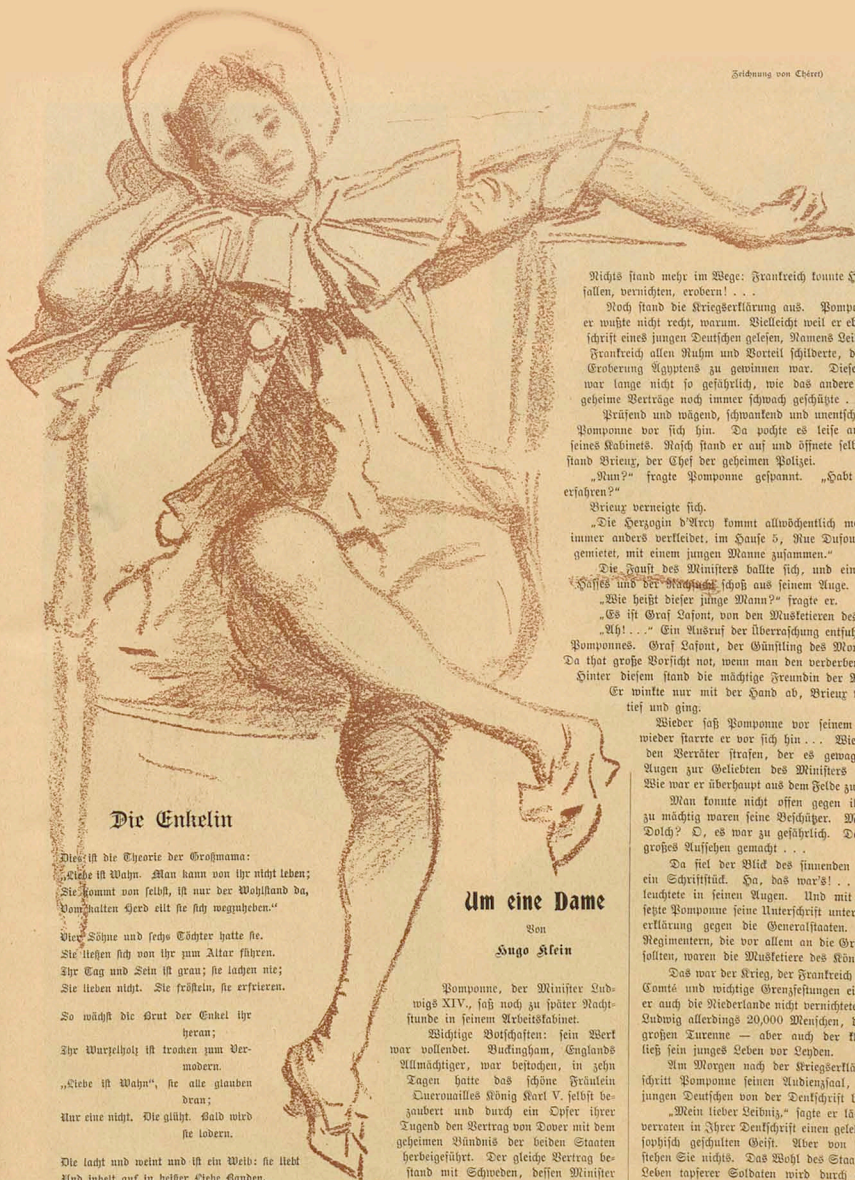 Zeichnung von Chéret)
Die Enkelin
Dies ist die Theorie der Großmama:
„Liebe ist Wahn. Man kann von ihr nicht leben;
Sie kommt von selbst, ist nur der Wohlstand da,
Vom kalten Herd eilt sie sich wegzuheben.“
Vier Söhne und sechs Töchter hatte sie.
Sie ließen sich von ihr zum Altar führen.
Ihr Tag und Sein ist grau; sie lachen nie;
Sie lieben nicht. Sie frösteln, sie erfrieren.
So wächst die Brut der Enkel ihr
heran;
Ihr Wurzelholz ist trocken zum Ver-
modern.
„Liebe ist Wahn“, sie alle glauben
dran;
Nur eine nicht. Die glüht. Bald wird
sie lodern.
Die lacht und weint und ist ein Weib: sie liebt
Und jubelt auf in heißer Liebe Banden
Um eine Dame
Von
Hugo Klein
Pomponne, der Minister Lud-
wigs XIV., saß noch zu später Nacht-
stunde in seinem Arbeitskabinet.
Wichtige Botschaften: sein Werk
war vollendet. Buckingham, Englands
Allmächtiger, war bestochen, in zehn
Tagen hatte das schöne Fräulein
Querouailles König Karl V. selbst be-
zaubert und durch ein Opfer ihrer
Tugend den Vertrag von Dover mit dem
geheimen Bündnis der beiden Staaten
herbeigeführt. Der gleiche Vertrag be-
stand mit Schweden, dessen Minister
Nichts stand mehr im Wege: Frankreich konnte H
fallen, vernichten, erobern! . . .
Noch stand die Kriegserklärung aus. Pompo
er wußte nicht recht, warum. Vielleicht weil er e
schrift eines jungen Deutschen gelesen, Namens Lei
Frankreich allen Ruhm und Vorteil schilderte, d
Eroberung Ägyptens zu gewinnen war. Diese
war lange nicht so gefährlich, wie das andere
geheime Verträge noch immer schwach geschützte .
Prüfend und wägend, schwankend und unentsch
Pomponne vor sich hin. Da pochte es leise an
seines Kabinets. Rasch stand er auf und öffnete sel
stand Brieux, der Chef der geheimen Polizei.
„Nun?“ fragte Pomponne gespannt. „Habt
erfahren?“
Brieux verneigte sich.
„Die Herzogin d'Arcy kommt allwöchentlich m
immer anders verkleidet, im Hause 5, Rue Dufou
gemietet, mit einem jungen Manne zusammen.“
Die Faust des Ministers ballte sich, und ein
Hasses und der Rachsucht schoß aus seinem Auge.
„Wie heißt dieser junge Mann?“ fragte er.
„Es ist Graf Lafont, von den Musketieren des
„Ah! . . .“ Ein Ausruf der Überraschung entfu
Pomponnes. Graf Lafont, der Günstling des Mo
Da that große Vorsicht not, wenn man den verderbe
Hinter diesem stand die mächtige Freundin der
Er winkte nur mit der Hand ab, Brieux
tief und ging.
Wieder saß Pomponne vor seinem
wieder starrte er vor sich hin . . . Wie
den Verräter strafen, der es gewag
Augen zur Geliebten des Ministers
Wie war er überhaupt aus dem Felde zu
Man konnte nicht offen gegen i
zu mächtig waren seine Beschützer. M
Dolch? O, es war zu gefährlich. D
großes Aufsehen gemacht . . .
Da fiel der Blick des sinnenden
ein Schriftstück. Ha, das war's! . .
leuchtete in seinen Augen. Und mit
setzte Pomponne seine Unterschrift unter
erklärung gegen die Generalstaaten.
Regimentern, die vor allem an die Gr
sollten, waren die Musketiere des Kön
Das war der Krieg, der Frankreich
Comté und wichtige Grenzfestungen ei
er auch die Niederlande nicht vernichtete
Ludwig allerdings 20,000 Menschen,
großen Turenne — aber auch der
ließ sein junges Leben vor Leyden.
Am Morgen nach der Kriegserklä
schritt Pomponne seinen Audienzsaal,
jungen Deutschen von der Denkschrift
„Mein lieber Leibniz,“ sagte er lä
verraten in Ihrer Denkschrift einen gele
sophisch geschulten Geist. Aber von
stehen Sie nichts. Das Wohl des Staa
Leben tapferer Soldaten wird durch